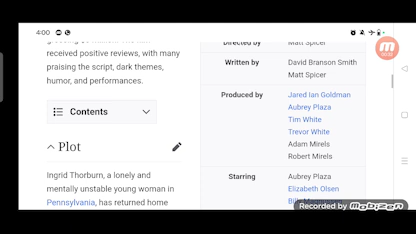 4:00
received positive reviews, with many
praising the script, dark themes,
humor, and performances.
Contents
Plot
Ingrid Thorburn, a lonely and
mentally unstable young woman in
Pennsylvania, has returned home
Directed by Matt Spicer
Written by David Branson Smith
Matt Spicer
Produced by Jared Ian Goldman
Aubrey Plaza
Tim White
Trevor White
Adam Mirels
Robert Mirels
Starring Aubrey Plaza
Elizabeth Olsen
Recorded by Mobizen